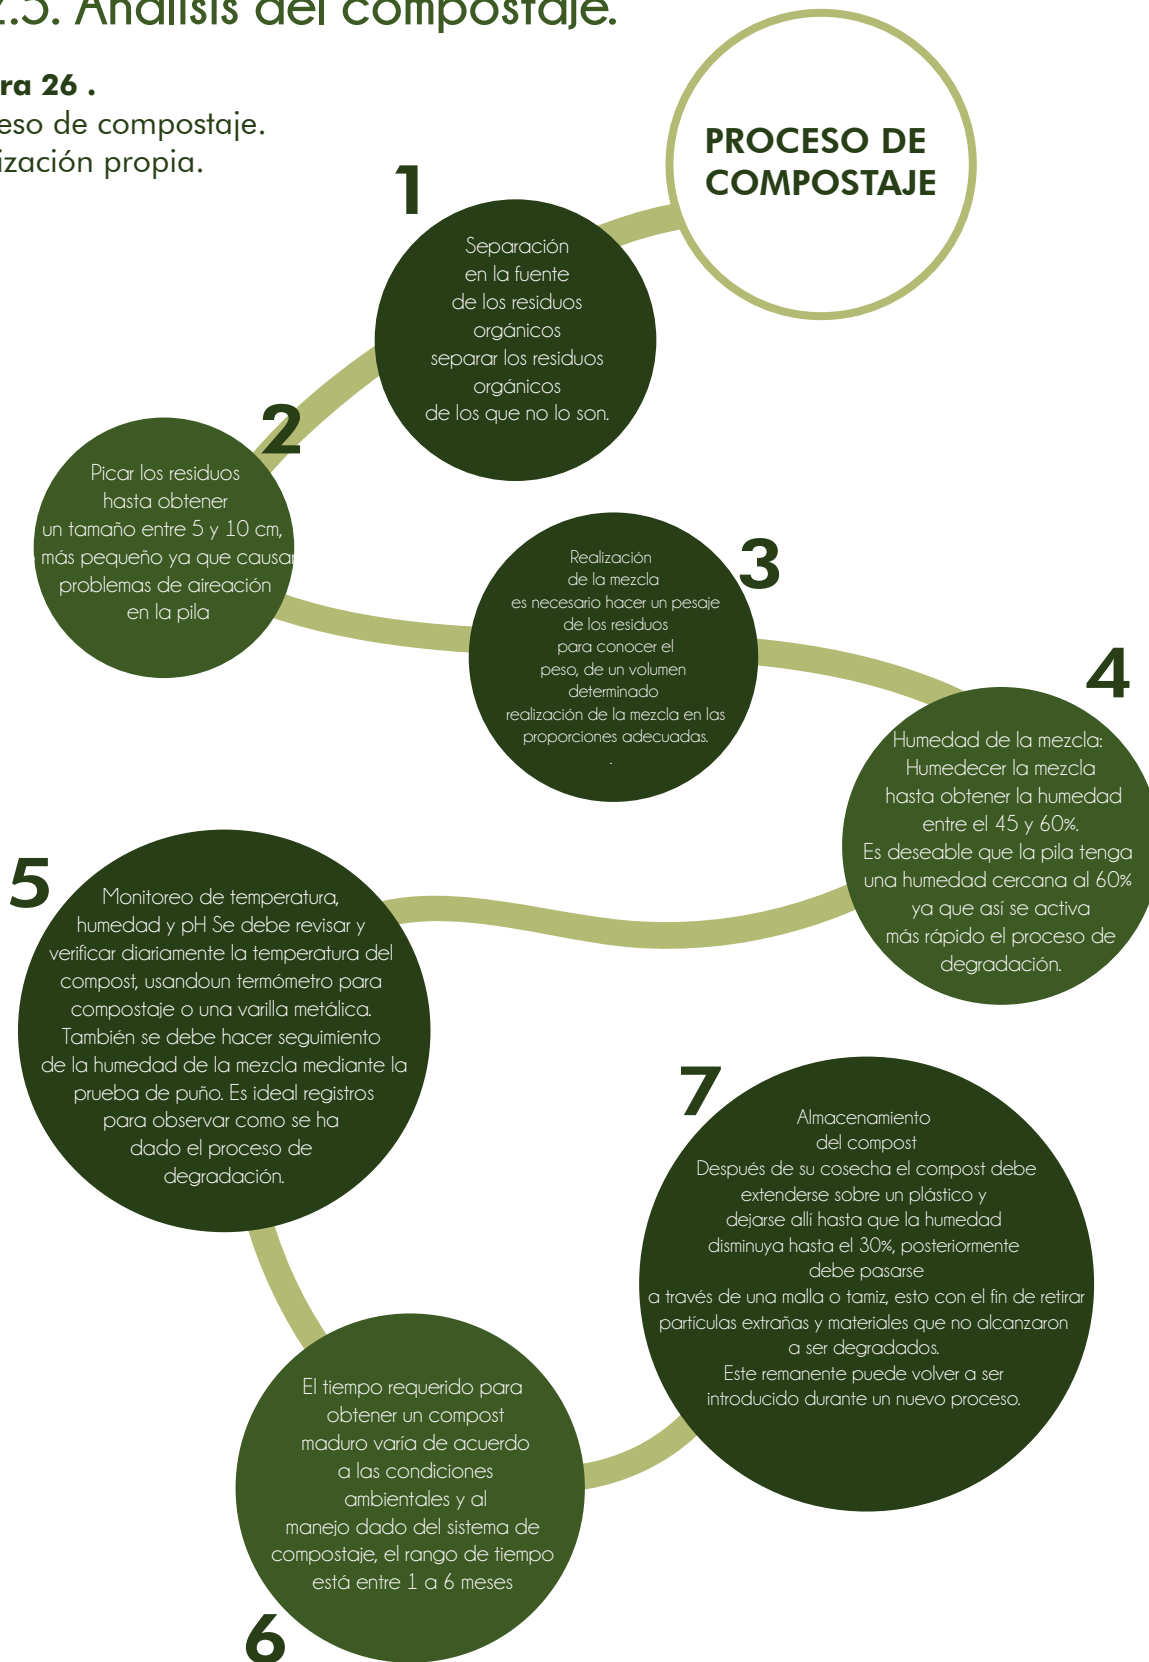 2.5. Análisis del compostaje.
ra 26 .
eso de compostaje.
ización propia.
PROCESO DE
COMPOSTAJE
1
Separación
en la fuente
de los residuos
orgánicos
separar los residuos
orgánicos
de los que no lo son.
2
Picar los residuos
hasta obtener
un tamaño entre 5 y 10 cm,
más pequeño ya que causar
problemas de aireación
en la pila
3
Realización
de la mezcla
es necesario hacer un pesaje
de los residuos
para conocer el
peso, de un volumen
determinado
realización de la mezcla en las
proporciones adecuadas.
.
4
Humedad de la mezcla:
Humedecer la mezcla
hasta obtener la humedad
entre el 45 y 60%.
Es deseable que la pila tenga
una humedad cercana al 60%
ya que así se activa
más rápido el proceso de
degradación.
5
Monitoreo de temperatura,
humedad y pH Se debe revisar y
verificar diariamente la temperatura del
compost, usandoun termómetro para
compostaje o una varilla metálica.
También se debe hacer seguimiento
de la humedad de la mezcla mediante la
prueba de puño. Es ideal registros
para observar como se ha
dado el proceso de
degradación.
6
El tiempo requerido para
obtener un compost
maduro varía de acuerdo
a las condiciones
ambientales y al
manejo dado del sistema de
compostaje, el rango de tiempo
está entre 1 a 6 meses
7
Almacenamiento
del compost
Después de su cosecha el compost debe
extenderse sobre un plástico y
dejarse allí hasta que la humedad
disminuya hasta el 30%, posteriormente
debe pasarse
a través de una malla o tamiz, esto con el fin de retirar
partículas extrañas y materiales que no alcanzaron
a ser degradados.
Este remanente puede volver a ser
introducido durante un nuevo proceso.